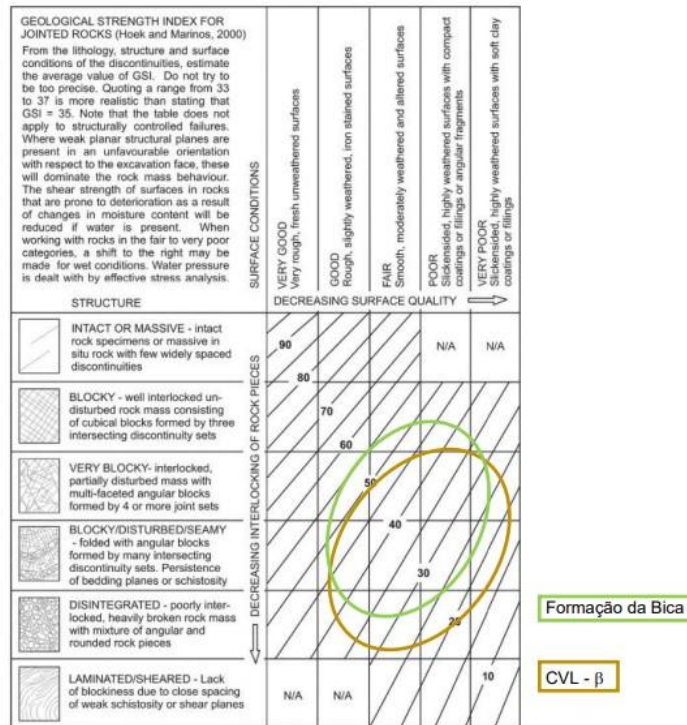 GEOLOGICAL STRENGTH INDEX FOR
JOINTED ROCKS (Hoek and Marinos, 2000)
From the lithology, structure and surface
conditions of the discontinuities, estimate
the average value of GSI. Do not try to
be too precise. Quoting a range from 33
to 37 is more realistic than stating that
GSI = 35. Note that the table does not
apply to structurally controlled failures.
Where weak planar structural planes are
present in an unfavourable orientation
with respect to the excavation face, these
will dominate the rock mass behaviour.
The shear strength of surfaces in rocks
that are prone to deterioration as a result
of changes in moisture content will be
reduced if water is present. When
working with rocks in the fair to very poor
categories, a shift to the right may be
made for wet conditions. Water pressure
is dealt with by effective stress analysis.
SURFACE CONDITIONS
VERY GOOD
Very rough, fresh unweathered surfaces
GOOD
Rough, slightly weathered, iron stained surfaces
FAIR
Smooth, moderately weathered and altered surfaces
POOR
Slickensided, highly weathered surfaces with compact
coatings or fillings or angular fragments
VERY POOR
Slickensided, highly weathered surfaces with soft clay
coatings or fillings
STRUCTURE
DECREASING SURFACE QUALITY
DECREASING INTERLOCKING OF ROCK PIECES
INTACT OR MASSIVE - intact
rock specimens or massive in
situ rock with few widely spaced
discontinuities
90
80
N/A
N/A
BLOCKY - well interlocked un-
disturbed rock mass consisting
of cubical blocks formed by three
intersecting discontinuity sets
70
60
VERY BLOCKY- interlocked,
partially disturbed mass with
multi-faceted angular blocks
formed by 4 or more joint sets
50
BLOCKY/DISTURBED/SEAMY
- folded with angular blocks
formed by many intersecting
discontinuity sets. Persistence
of bedding planes or schistosity
40
30
DISINTEGRATED - poorly inter-
locked, heavily broken rock mass
with mixture of angular and
rounded rock pieces
20
LAMINATED/SHEARED - Lack
of blockiness due to close spacing
of weak schistosity or shear planes
N/A
N/A
10
Formação da Bica
CVL - β